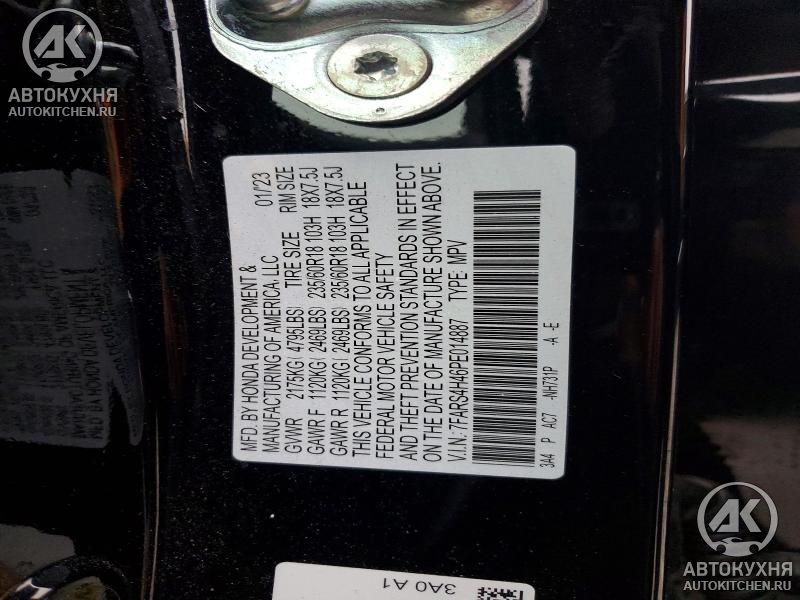 AK
АВТОКУХНЯ
AUTOKITCHEN.RU
MFD. BY HONDA DEVELOPMENT &
MANUFACTURING OF AMERICA, LLC 01/'23
GVWR 2175KG( 4795LBS) TIRE SIZE RIM SIZE
GAWR F 1120KG( 2469LBS) 235/60R18 103H 18X7.5J
GAWR R 1120KG( 2469LBS) 235/60R18 103H 18X7.5J
THIS VEHICLE CONFORMS TO ALL APPLICABLE
FEDERAL MOTOR VEHICLE SAFETY
AND THEFT PREVENTION STANDARDS IN EFFECT
ON THE DATE OF MANUFACTURE SHOWN ABOVE.
V.I.N.: 7FARS4H46PE014887 TYPE: MPV
3A4 P AC7 -NH731P -A -E
3A0 A1
AK
АВТОКУХНЯ
AUTOKITCHEN.RU